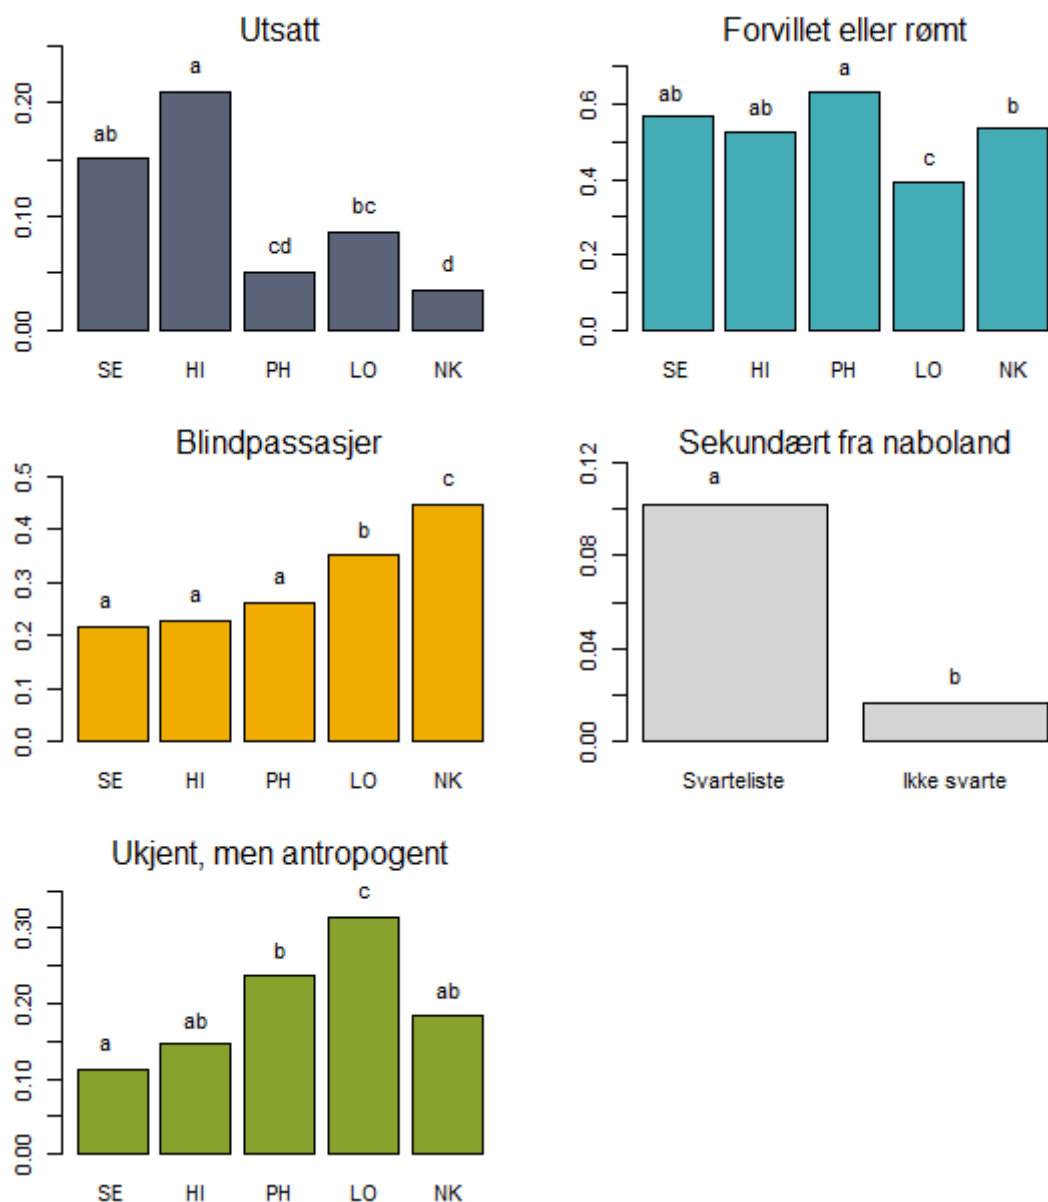 Utsatt
0.20
0.10
0.00
ab
a
cd
bc
d
SE HI PH LO NK
Forvillet eller rømt
0.6
0.4
0.2
0.0
ab
ab
a
c
b
SE HI PH LO NK
Blindpassasjer
0.5
0.4
0.3
0.2
0.1
0.0
a
a
a
b
c
SE HI PH LO NK
Sekundært fra naboland
0.12
0.08
0.04
0.00
a
b
Svarteliste Ikke svarte
Ukjent, men antropogent
0.30
0.20
0.10
0.00
a
ab
b
c
ab
SE HI PH LO NK